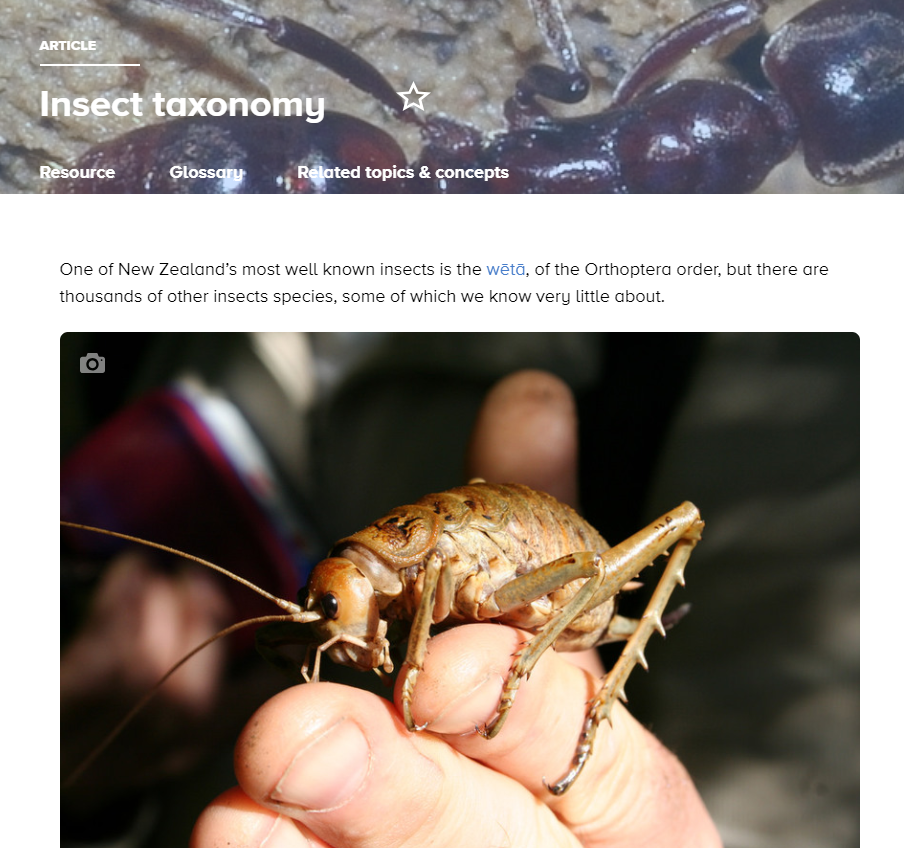 ARTICLE
Insect taxonomy
Resource Glossary Related topics & concepts
One of New Zealand’s most well known insects is the wētā, of the Orthoptera order, but there are
thousands of other insects species, some of which we know very little about.